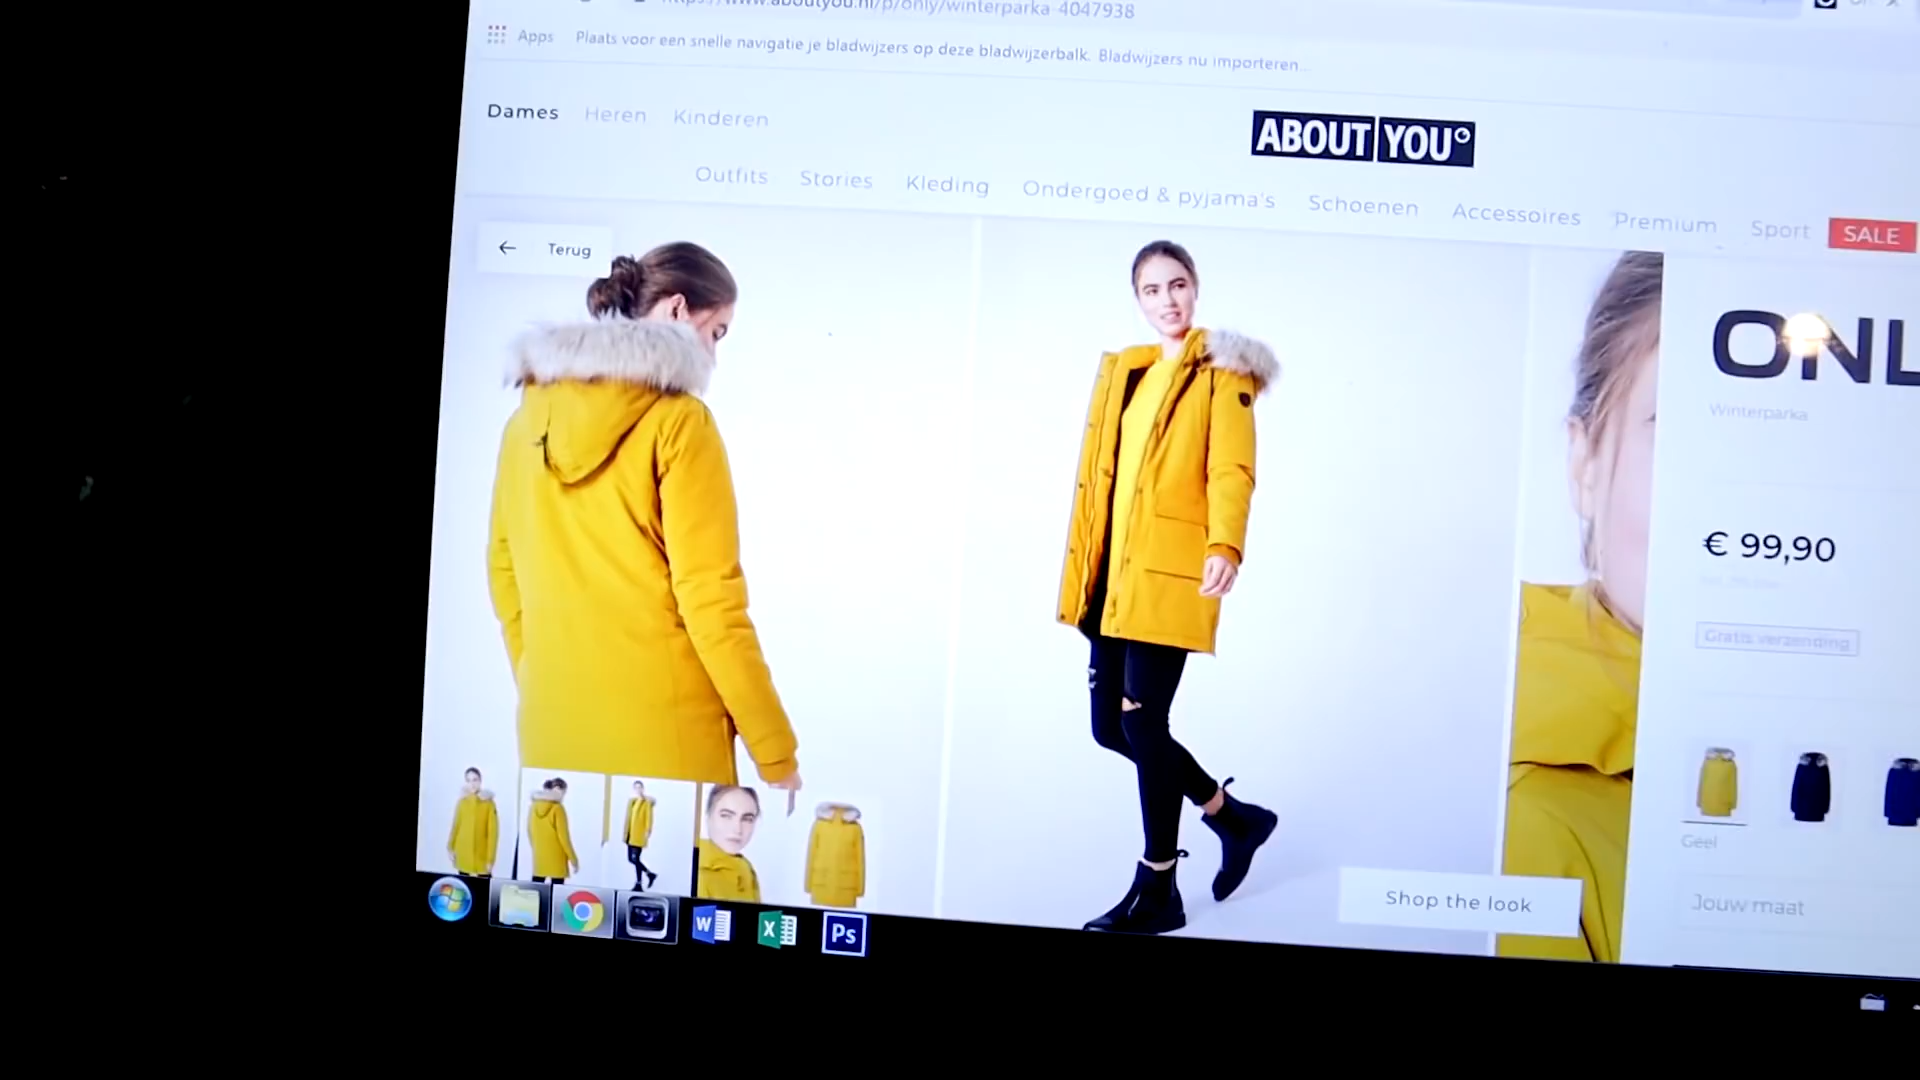 https://www.aboutyou.nl/p/only/winterparka-4047938
Apps Plaats voor een snelle navigatie je bladwijzers op deze bladwijzerbalk. Bladwijzers nu importeren...
Dames Heren Kinderen
ABOUT YOU°
Outfits Stories Kleding Ondergoed & pyjama's Schoenen Accessoires Premium Sport SALE
← Terug
ONL
Winterparka
€ 99,90
Gratis verzending
Geel
Shop the look
Jouw maat
W
X
Ps